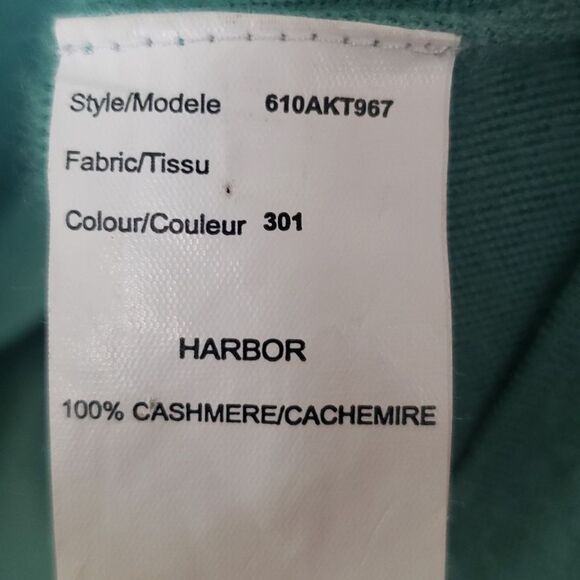 Style/Modele 610AKT967
Fabric/Tissu
Colour/Couleur 301
HARBOR
100% CASHMERE/CACHEMIRE